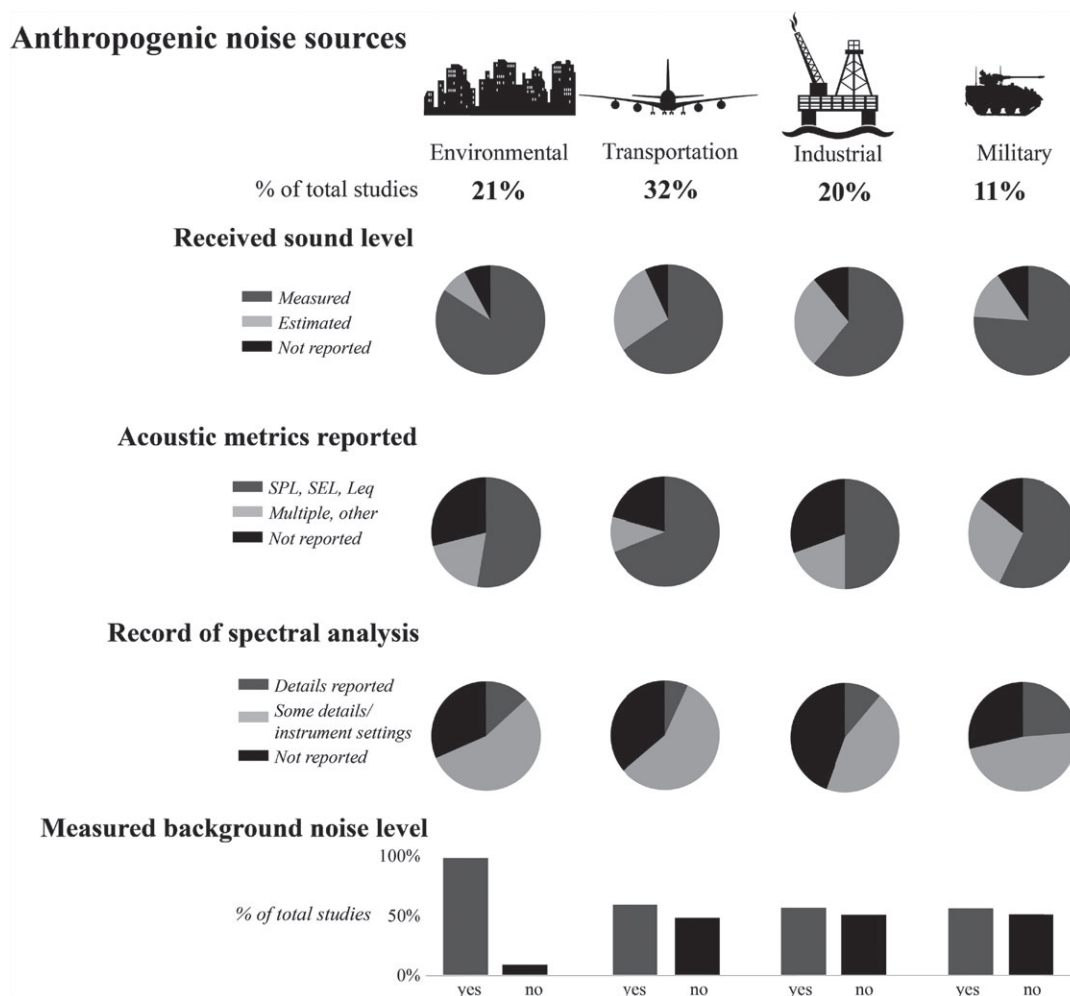 Anthropogenic noise sources
Environmental Transportation Industrial Military
% of total studies 21% 32% 20% 11%
Received sound level
Measured
Estimated
Not reported
Acoustic metrics reported
SPL, SEL, Leq
Multiple, other
Not reported
Record of spectral analysis
Details reported
Some details/
instrument settings
Not reported
Measured background noise level
100%
% of total studies 50%
0%
yes no yes no yes no yes no